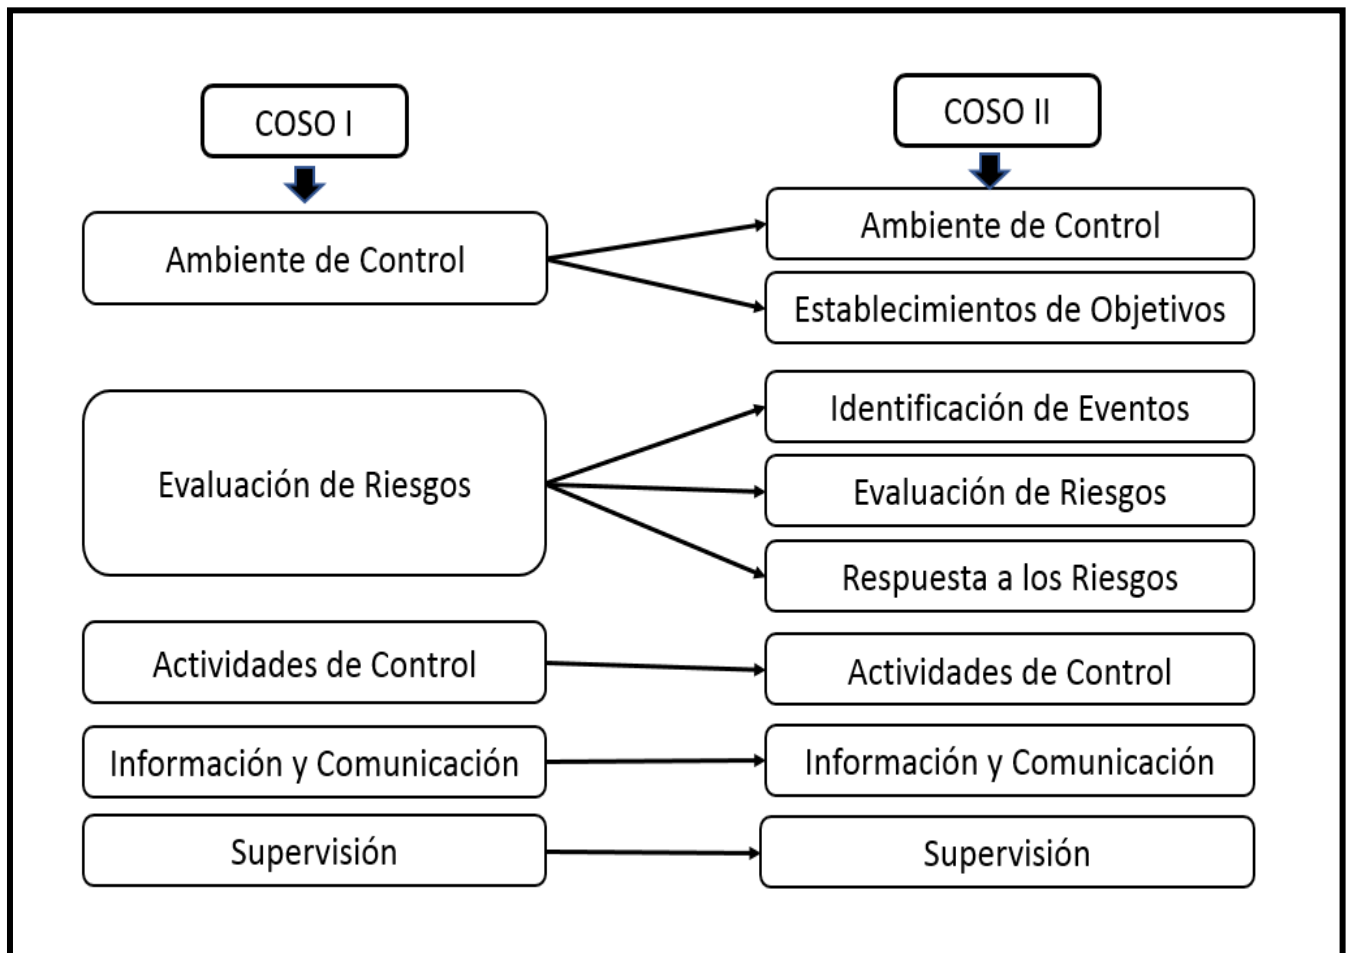 COSO I
Ambiente de Control
Evaluación de Riesgos
Actividades de Control
Información y Comunicación
Supervisión
COSO II
Ambiente de Control
Establecimientos de Objetivos
Identificación de Eventos
Evaluación de Riesgos
Respuesta a los Riesgos
Actividades de Control
Información y Comunicación
Supervisión